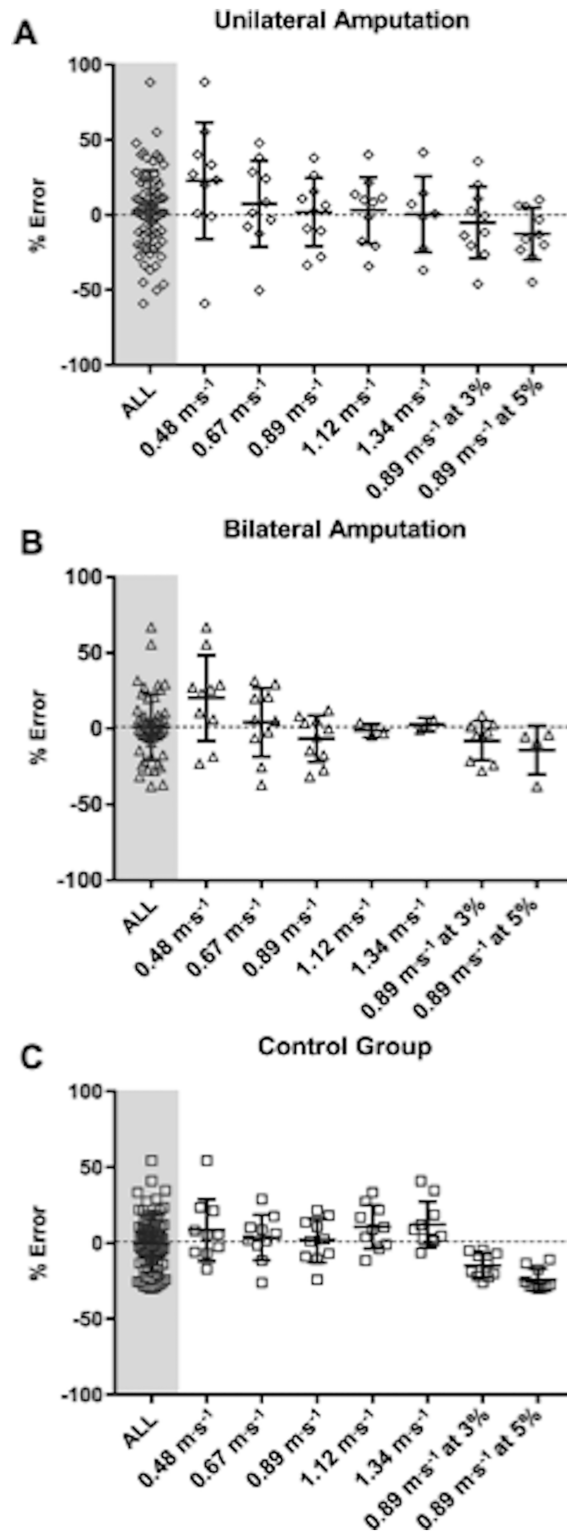 A
Unilateral Amputation
% Error
100
50
0
-50
-100
ALL
0.48 m·s-1
0.67 m·s-1
0.89 m·s-1
1.12 m·s-1
1.34 m·s-1
0.89 m·s-1 at 3%
0.89 m·s-1 at 5%
B
Bilateral Amputation
% Error
100
50
0
-50
-100
ALL
0.48 m·s-1
0.67 m·s-1
0.89 m·s-1
1.12 m·s-1
1.34 m·s-1
0.89 m·s-1 at 3%
0.89 m·s-1 at 5%
C
Control Group
% Error
100
50
0
-50
-100
ALL
0.48 m·s-1
0.67 m·s-1
0.89 m·s-1
1.12 m·s-1
1.34 m·s-1
0.89 m·s-1 at 3%
0.89 m·s-1 at 5%